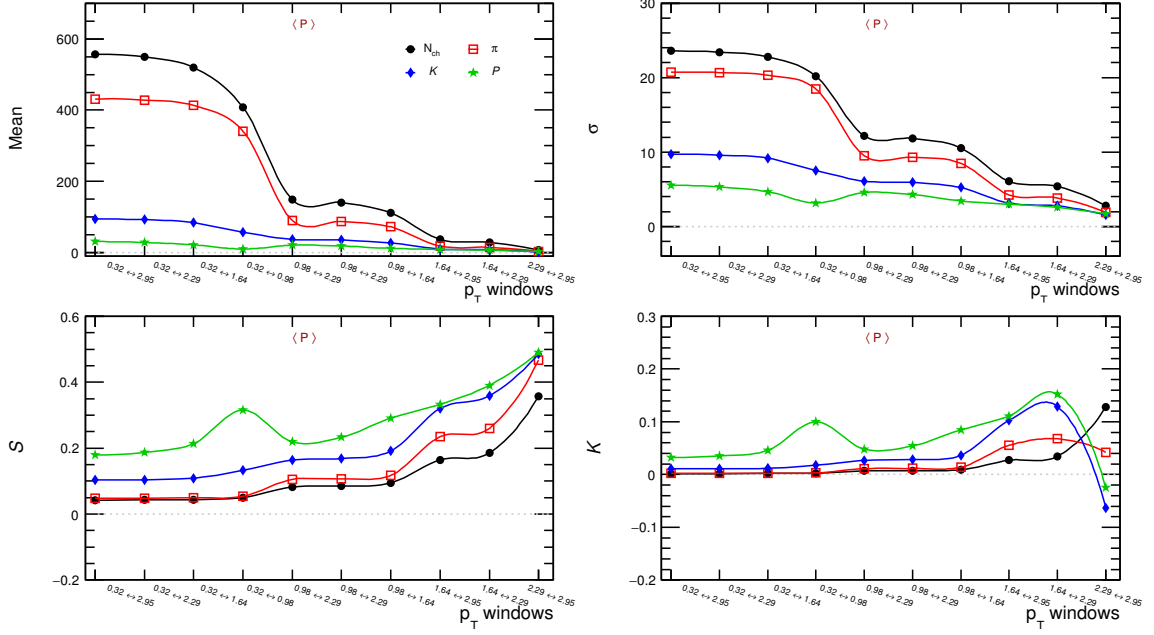 ⟨ P ⟩
N_ch
π
K
P
600
400
200
0
Mean
0.32 ↔ 2.95
0.32 ↔ 2.29
0.32 ↔ 1.64
0.32 ↔ 0.98
0.98 ↔ 2.95
0.98 ↔ 2.29
0.98 ↔ 1.64
1.64 ↔ 2.95
1.64 ↔ 2.29
2.29 ↔ 2.95
p_T windows
⟨ P ⟩
30
20
10
0
σ
0.32 ↔ 2.95
0.32 ↔ 2.29
0.32 ↔ 1.64
0.32 ↔ 0.98
0.98 ↔ 2.95
0.98 ↔ 2.29
0.98 ↔ 1.64
1.64 ↔ 2.95
1.64 ↔ 2.29
2.29 ↔ 2.95
p_T windows
⟨ P ⟩
0.6
0.4
0.2
0
−0.2
S
0.32 ↔ 2.95
0.32 ↔ 2.29
0.32 ↔ 1.64
0.32 ↔ 0.98
0.98 ↔ 2.95
0.98 ↔ 2.29
0.98 ↔ 1.64
1.64 ↔ 2.95
1.64 ↔ 2.29
2.29 ↔ 2.95
p_T windows
⟨ P ⟩
0.3
0.2
0.1
0
−0.1
−0.2
K
0.32 ↔ 2.95
0.32 ↔ 2.29
0.32 ↔ 1.64
0.32 ↔ 0.98
0.98 ↔ 2.95
0.98 ↔ 2.29
0.98 ↔ 1.64
1.64 ↔ 2.95
1.64 ↔ 2.29
2.29 ↔ 2.95
p_T windows